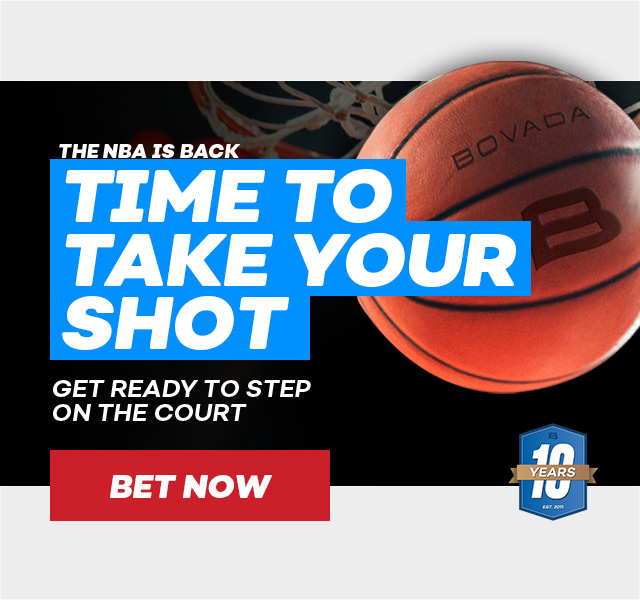 BOVADA
THE NBA IS BACK
TIME TO
TAKE YOUR
SHOT
B
GET READY TO STEP
ON THE COURT
BET NOW
B
10
YEARS
EST. 2011